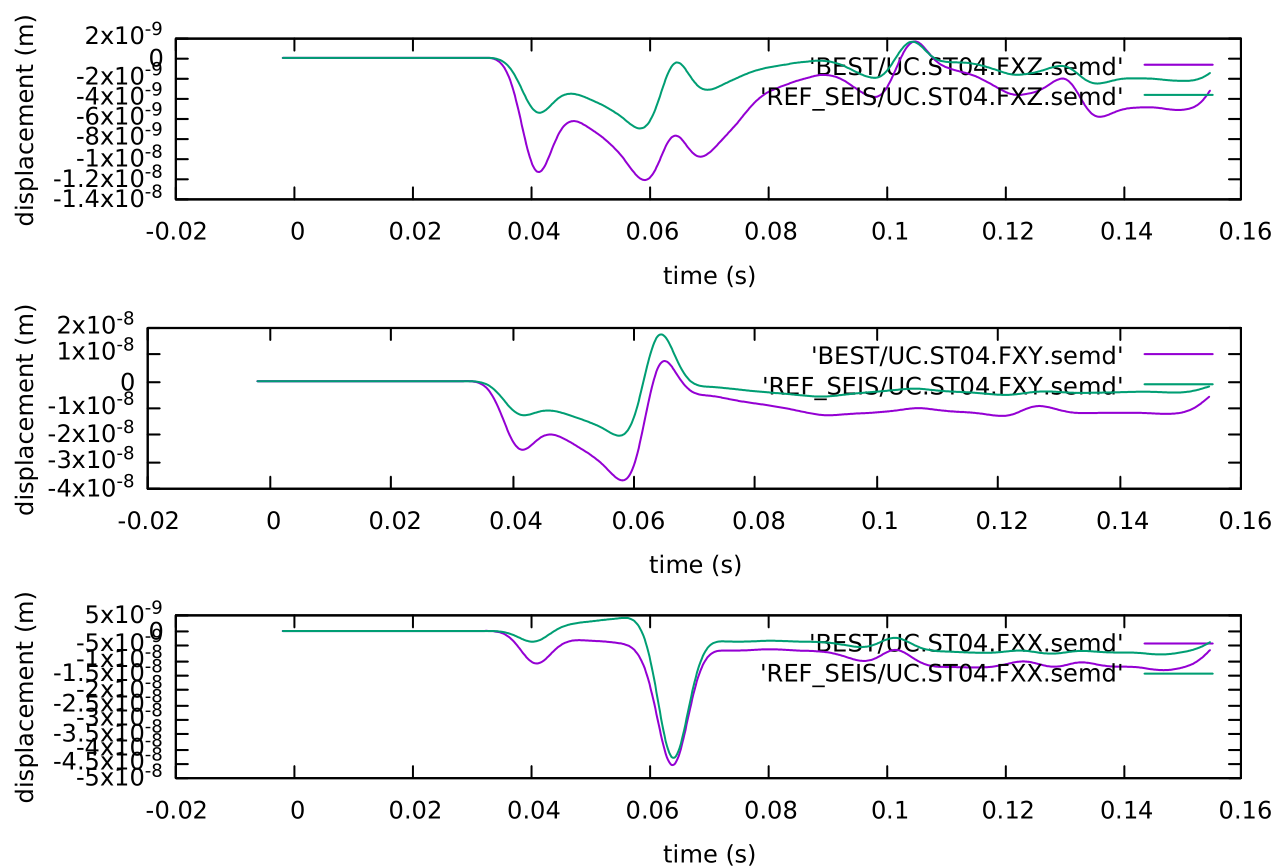 displacement (m)
2x10-9
0
-2x10-9
-4x10-9
-6x10-9
-8x10-9
-1x10-8
-1.2x10-8
-1.4x10-8
'BEST/UC.ST04.FXZ.semd'
'REF_SEIS/UC.ST04.FXZ.semd'
-0.02 0 0.02 0.04 0.06 0.08 0.1 0.12 0.14 0.16
time (s)
displacement (m)
2x10-8
1x10-8
0
-1x10-8
-2x10-8
-3x10-8
-4x10-8
'BEST/UC.ST04.FXY.semd'
'REF_SEIS/UC.ST04.FXY.semd'
-0.02 0 0.02 0.04 0.06 0.08 0.1 0.12 0.14 0.16
time (s)
displacement (m)
5x10-9
0
-5x10-9
-1x10-8
-1.5x10-8
-2x10-8
-2.5x10-8
-3x10-8
-3.5x10-8
-4x10-8
-4.5x10-8
-5x10-8
'BEST/UC.ST04.FXX.semd'
'REF_SEIS/UC.ST04.FXX.semd'
-0.02 0 0.02 0.04 0.06 0.08 0.1 0.12 0.14 0.16
time (s)